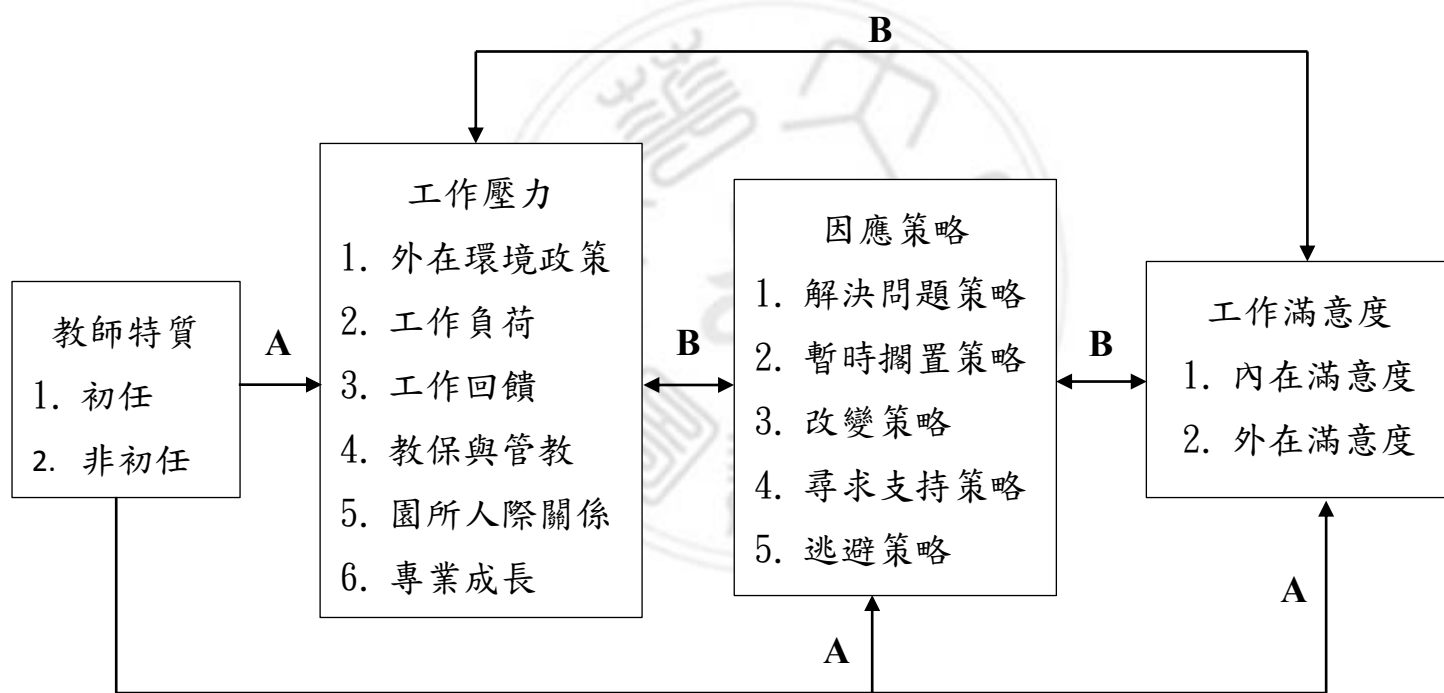 B
工作壓力
1. 外在環境政策
2. 工作負荷
3. 工作回饋
4. 教保與管教
5. 園所人際關係
6. 專業成長
因應策略
1. 解決問題策略
2. 暫時擱置策略
3. 改變策略
4. 尋求支持策略
5. 逃避策略
工作滿意度
1. 內在滿意度
2. 外在滿意度
教師特質
1. 初任
2. 非初任
A
B
B
A
A